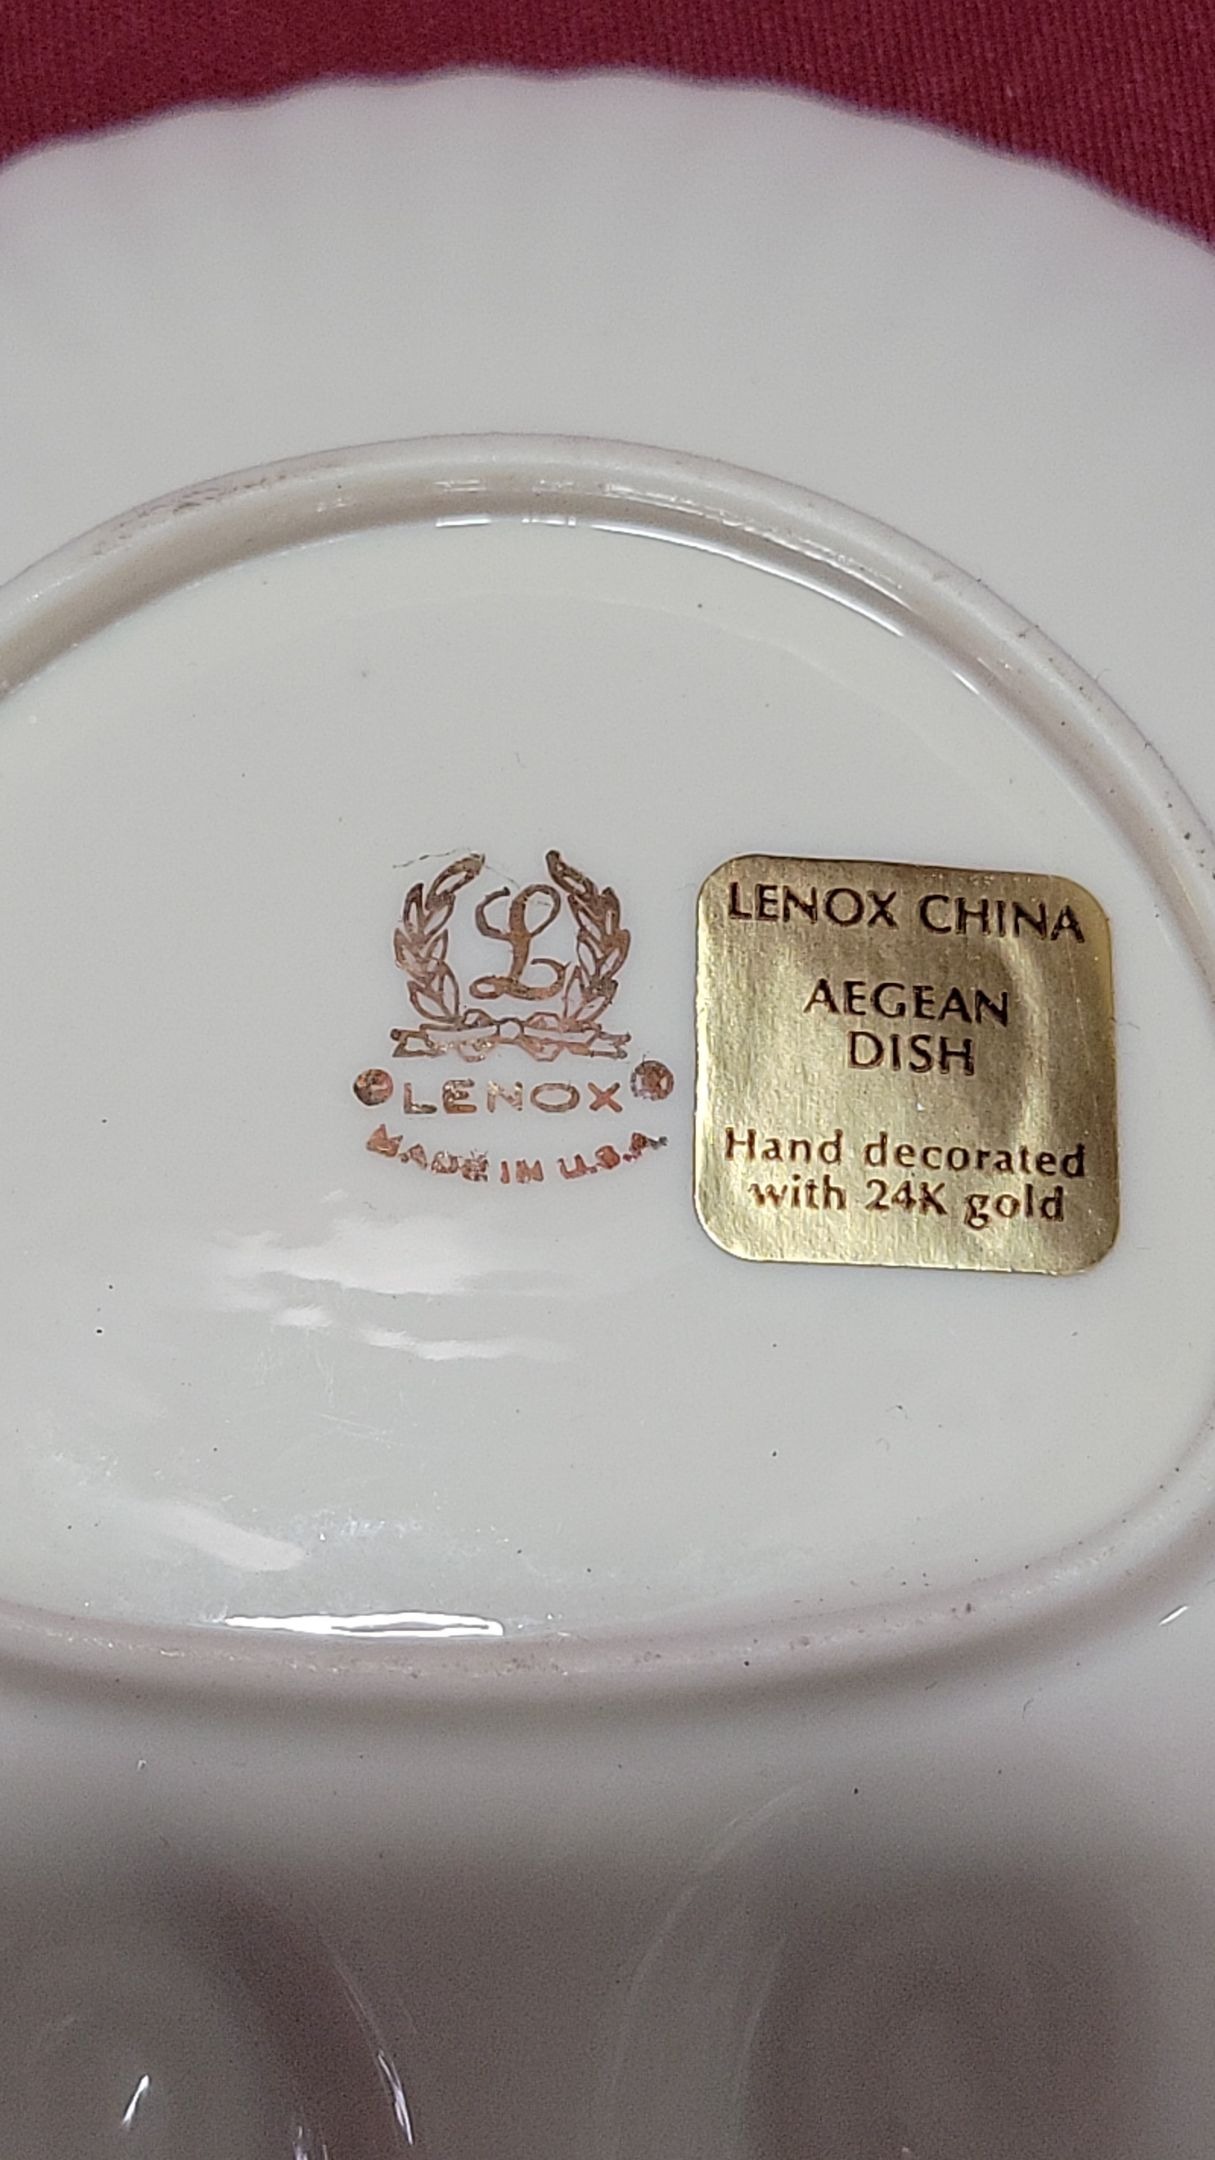 L
LENOX
MADE IN U.S.A.
LENOX CHINA
AEGEAN
DISH
Hand decorated
with 24K gold